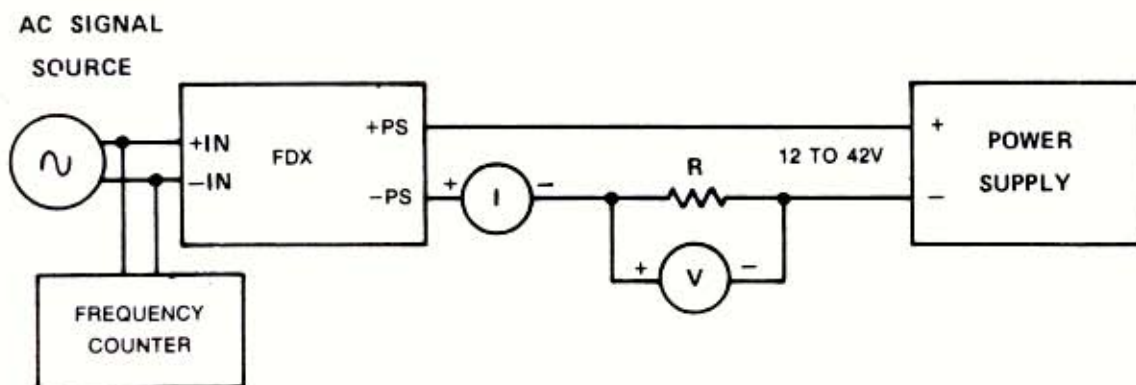 AC SIGNAL
SOURCE
+IN
−IN
FDX
+PS
−PS
+ I −
R
+ V −
12 TO 42V
+
−
POWER
SUPPLY
FREQUENCY
COUNTER